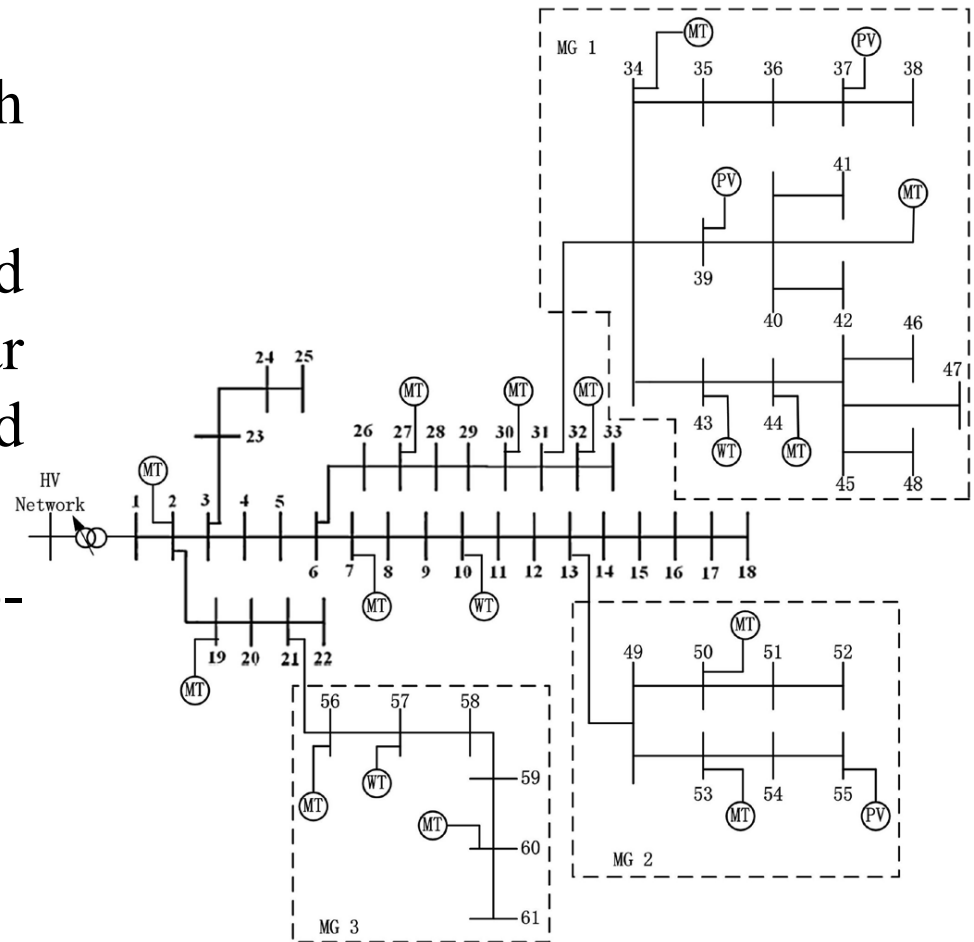 h
d
ar
d
-
MG 1
MT
PV
34 35 36 37 38
41
PV
MT
39
40 42
46
47
43 44
WT MT
45 48
24 25
23
MT MT MT
26 27 28 29 30 31 32 33
HV
Network
MT
1 2 3 4 5
6 7 8 9 10 11 12 13 14 15 16 17 18
MT WT
19 20 21 22
MT
MT
49 50 51 52
53 54 55
MT PV
MG 2
56 57 58
WT
MT
59
MT
60
61
MG 3